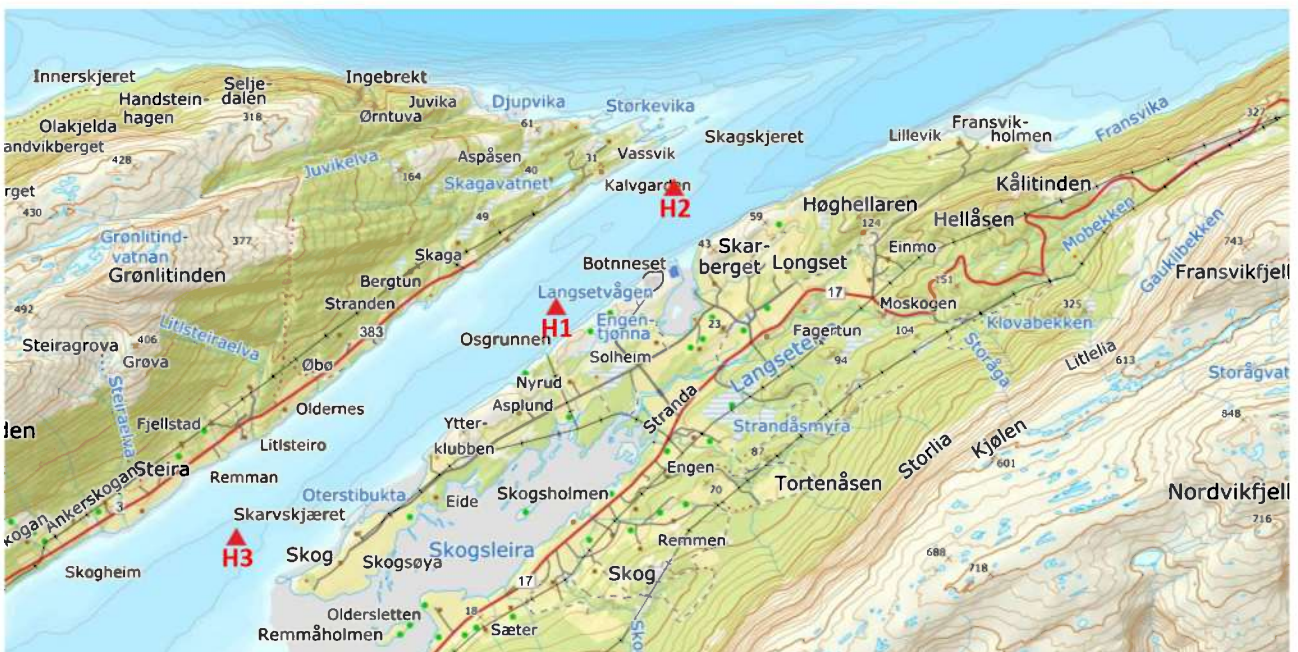 Innerskjeret
Ingebrekt
Selje-
dalen
Handstein-
hagen
318
Juvika
Ørntuva
Djupvika
Størkevika
61
Olakjelda
andvikberget
428
Juvikelva
164
Aspåsen
40
31
Vassvik
Skagskjeret
Lillevik
Fransvik-
holmen
Fransvika
327
rget
430
Skagavatnet
Kalvgarden
H2
Kålitinden
49
59
Høghellaren
124
Hellåsen
Mobekken
Gauklibekken
743
Grønlitind-
vatnan
377
Grønlitinden
Skaga
Bergtun
Stranden
43
Skar-
berget
Longset
Einmo
Botnneset
Langsetvågen
H1
Engen-
tjønna
151
Fransvikfjell
492
Litlsteiraelva
383
17
Moskogen
325
Kløvabekken
Steiragrova
406
Grøva
Osgrunnen
23
Fagertun
104
Solheim
94
Langsetelv
Storåga
Litlelia
613
Storågvat
Steiraelva
Øbø
Nyrud
Asplund
Oldernes
Stranda
Strandåsmyra
848
den
Fjellstad
Ytter-
klubben
Litlsteiro
87
Storlia
Kjølen
601
Steira
Remman
Engen
Ankerskogan
kogan
3
Oterstibukta
Eide
Skogsholmen
70
Tortenåsen
Nordvikfjell
716
Skarvskjæret
H3
Skog
Skogsøya
Skogsleira
Remmen
688
718
Skogheim
17
Skog
Oldersletten
18
Remmåholmen
Sæter
Sko